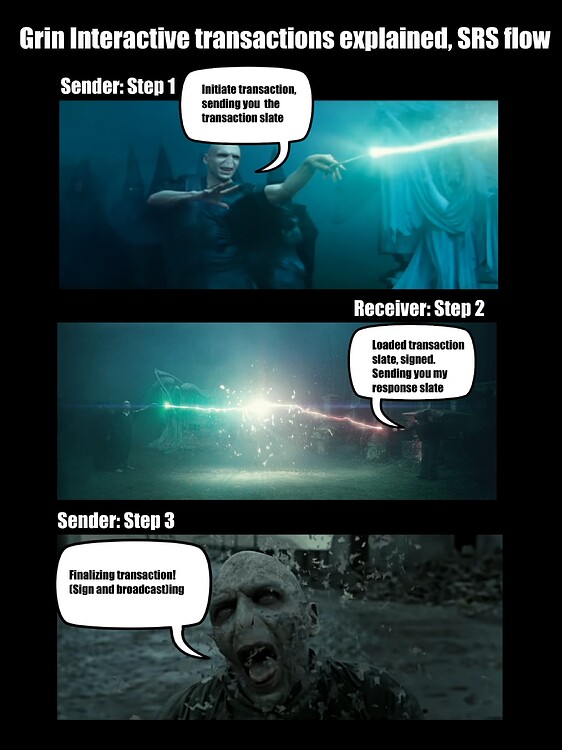 Grin Interactive transactions explained, SRS flow
Sender: Step 1
Initiate transaction,
sending you the
transaction slate
Receiver: Step 2
Loaded transaction
slate, signed.
Sending you my
response slate
Sender: Step 3
Finalizing transaction!
(Sign and broadcast)ing